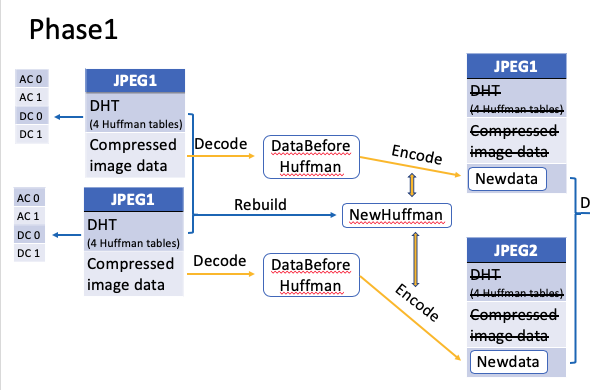 Phase1
AC 0
AC 1
DC 0
DC 1
JPEG1
DHT
(4 Huffman tables)
Compressed
image data
Decode
DataBefore
Huffman
Encode
JPEG1
DHT
(4 Huffman tables)
Compressed
image data
Newdata
AC 0
AC 1
DC 0
DC 1
JPEG1
DHT
(4 Huffman tables)
Compressed
image data
Rebuild
NewHuffman
Decode
DataBefore
Huffman
Encode
JPEG2
DHT
(4 Huffman tables)
Compressed
image data
Newdata
D